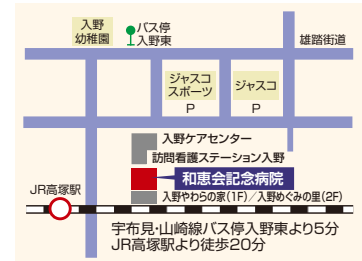 入野
幼稚園
バス停
入野東
雄踏街道
ジャスコ
スポーツ
P
ジャスコ
P
入野ケアセンター
訪問看護ステーション入野
和恵会記念病院
JR高塚駅
入野やわらの家(1F)／入野めぐみの里(2F)
宇布見・山崎線バス停入野東より5分
JR高塚駅より徒歩20分